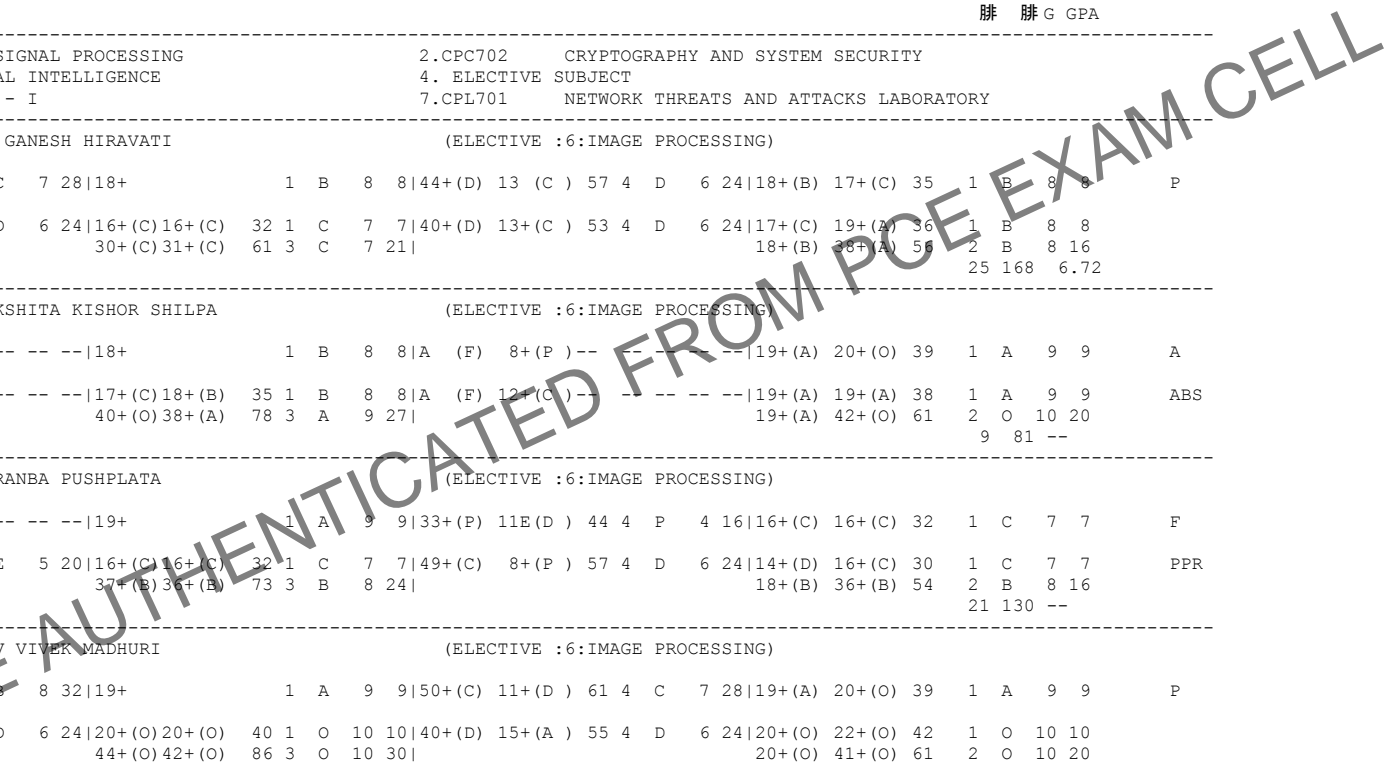 腓 腓 G GPA
SIGNAL PROCESSING 2.CPC702 CRYPTOGRAPHY AND SYSTEM SECURITY
AL INTELLIGENCE 4. ELECTIVE SUBJECT
- I 7.CPL701 NETWORK THREATS AND ATTACKS LABORATORY
GANESH HIRAVATI (ELECTIVE :6:IMAGE PROCESSING)
C 7 28|18+ 1 B 8 8|44+(D) 13 (C ) 57 4 D 6 24|18+(B) 17+(C) 35 1 B 8 8 P
D 6 24|16+(C)16+(C) 32 1 C 7 7|40+(D) 13+(C ) 53 4 D 6 24|17+(C) 19+(A) 36 1 B 8 8
30+(C)31+(C) 61 3 C 7 21| 18+(B) 38+(A) 56 2 B 8 16
25 168 6.72
KSHITA KISHOR SHILPA (ELECTIVE :6:IMAGE PROCESSING)
-- -- --|18+ 1 B 8 8|A (F) 8+(P )-- -- -- -- --|19+(A) 20+(O) 39 1 A 9 9 A
-- -- --|17+(C)18+(B) 35 1 B 8 8|A (F) 12+(C )-- -- -- -- --|19+(A) 19+(A) 38 1 A 9 9 ABS
40+(O)38+(A) 78 3 A 9 27| 19+(A) 42+(O) 61 2 O 10 20
9 81 --
RANBA PUSHPLATA (ELECTIVE :6:IMAGE PROCESSING)
-- -- --|19+ 1 A 9 9|33+(P) 11E(D ) 44 4 P 4 16|16+(C) 16+(C) 32 1 C 7 7 F
E 5 20|16+(C)16+(C) 32 1 C 7 7|49+(C) 8+(P ) 57 4 D 6 24|14+(D) 16+(C) 30 1 C 7 7 PPR
37+(B)36+(B) 73 3 B 8 24| 18+(B) 36+(B) 54 2 B 8 16
21 130 --
V VIVEK MADHURI (ELECTIVE :6:IMAGE PROCESSING)
B 8 32|19+ 1 A 9 9|50+(C) 11+(D ) 61 4 C 7 28|19+(A) 20+(O) 39 1 A 9 9 P
D 6 24|20+(O)20+(O) 40 1 O 10 10|40+(D) 15+(A ) 55 4 D 6 24|20+(O) 22+(O) 42 1 O 10 10
44+(O)42+(O) 86 3 O 10 30| 20+(O) 41+(O) 61 2 O 10 20
E AUTHENTICATED FROM PCE EXAM CELL